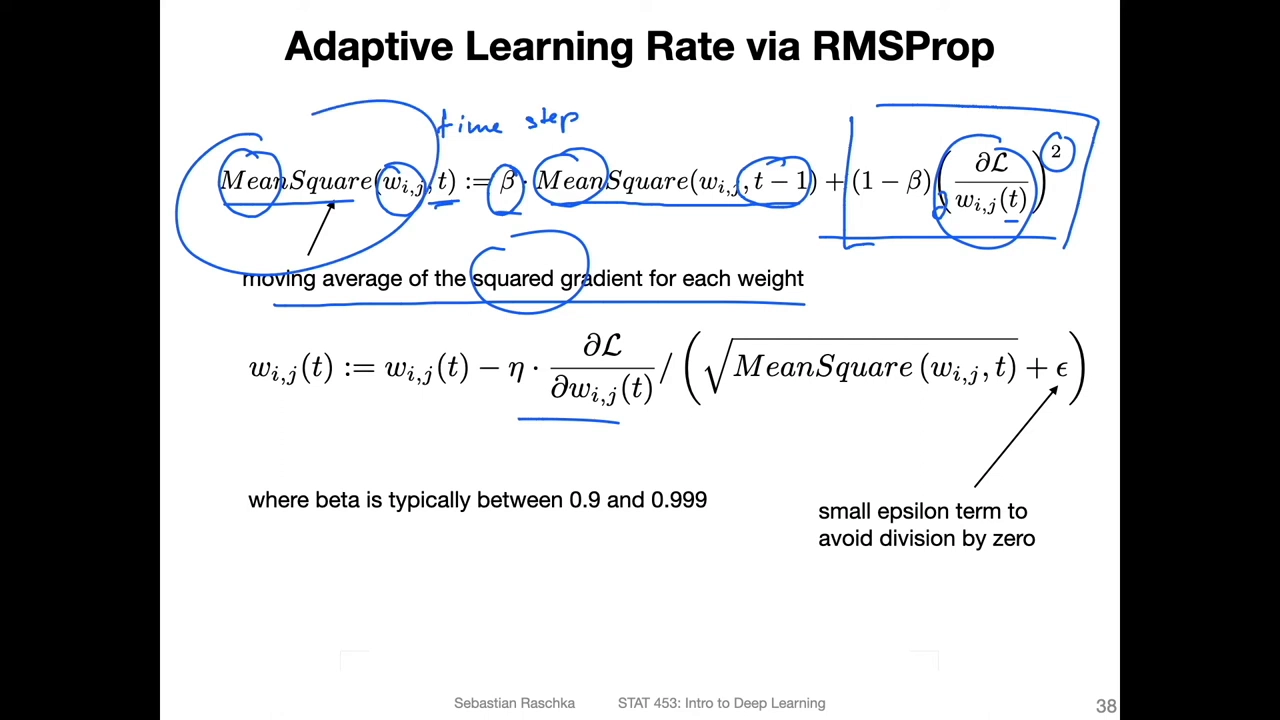 Adaptive Learning Rate via RMSProp
time step
MeanSquare(w_{i,j}, t) := β · MeanSquare(w_{i,j}, t − 1) + (1 − β) (∂ℒ / w_{i,j}(t))²
moving average of the squared gradient for each weight
w_{i,j}(t) := w_{i,j}(t) − η · ∂ℒ / ∂w_{i,j}(t) / (√MeanSquare (w_{i,j}, t) + ϵ)
where beta is typically between 0.9 and 0.999
small epsilon term to
avoid division by zero
Sebastian Raschka STAT 453: Intro to Deep Learning 38